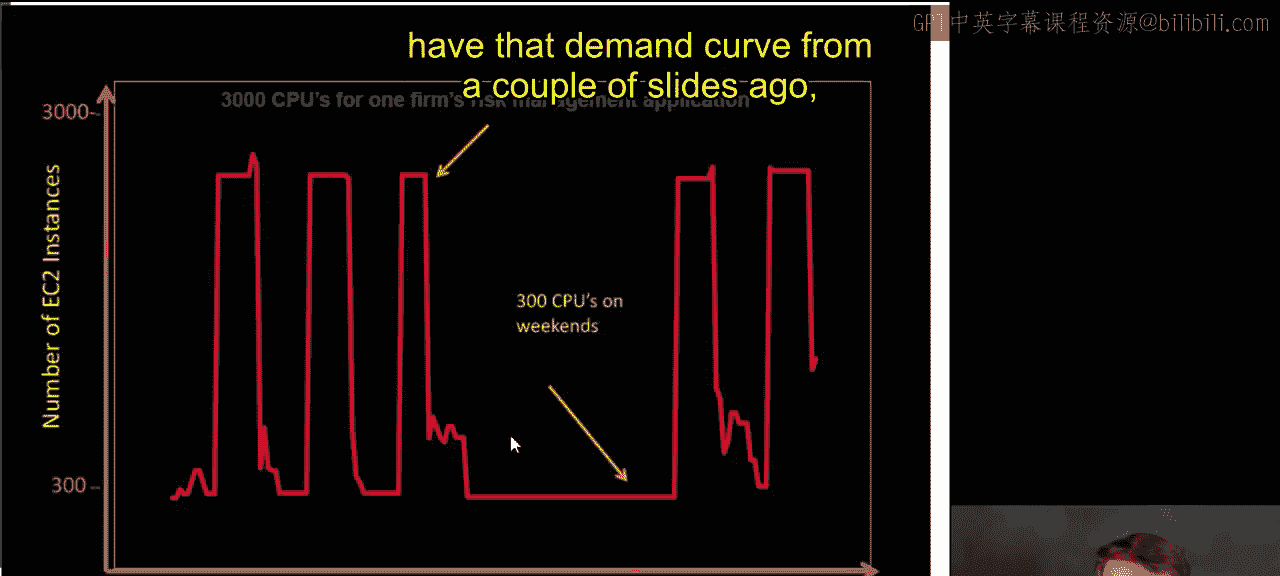 GPT中英字幕课程资源@bilibili.com
have that demand curve from
a couple of slides ago,
3000 CPU's for one firm's risk management application
3000
Number of EC2 Instances
300 CPU's on
weekends
300